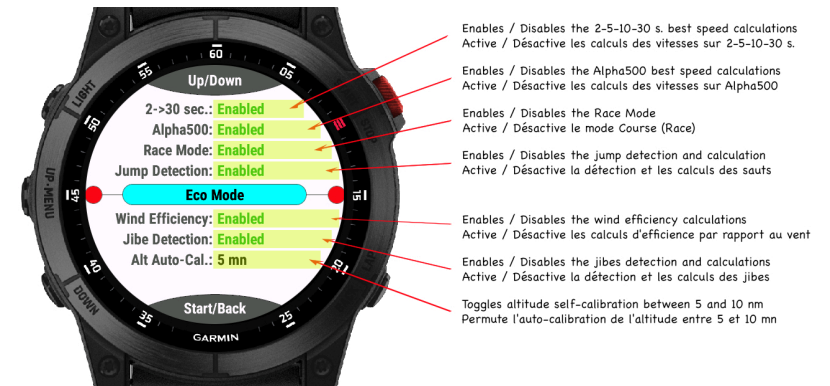 60
55
05
LIGHT
Up/Down
50
2->30 sec.: Enabled
Alpha500: Enabled
Race Mode: Enabled
Jump Detection: Enabled
UP·MENU
45
Eco Mode
15
Wind Efficiency: Enabled
Jibe Detection: Enabled
Alt Auto-Cal.: 5 mn
LAP
40
20
DOWN
Start/Back
35
25
GARMIN
Enables / Disables the 2-5-10-30 s. best speed calculations
Active / Désactive les calculs des vitesses sur 2-5-10-30 s.
Enables / Disables the Alpha500 best speed calculations
Active / Désactive les calculs des vitesses sur Alpha500
Enables / Disables the Race Mode
Active / Désactive le mode Course (Race)
Enables / Disables the jump detection and calculation
Active / Désactive la détection et les calculs des sauts
Enables / Disables the wind efficiency calculations
Active / Désactive les calculs d'efficience par rapport au vent
Enables / Disables the jibes detection and calculations
Active / Désactive la détection et les calculs des jibes
Toggles altitude self-calibration between 5 and 10 nm
Permute l'auto-calibration de l'altitude entre 5 et 10 mn